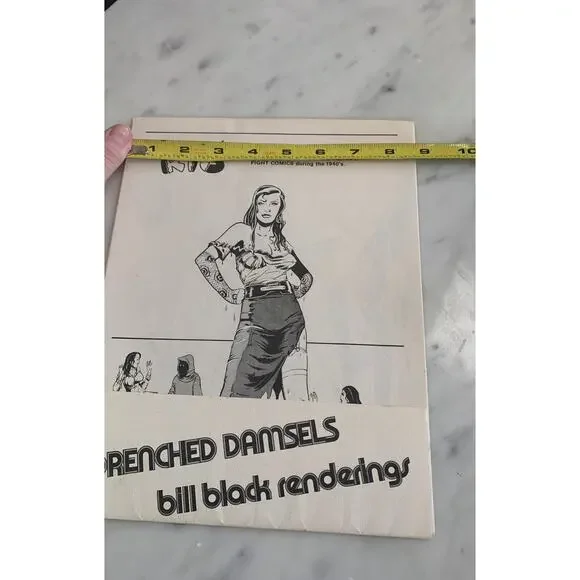 1 2 3 4 5 6 7 8 9 10
FIGHT COMICS during the 1940's.
DRENCHED DAMSELS
bill black renderings